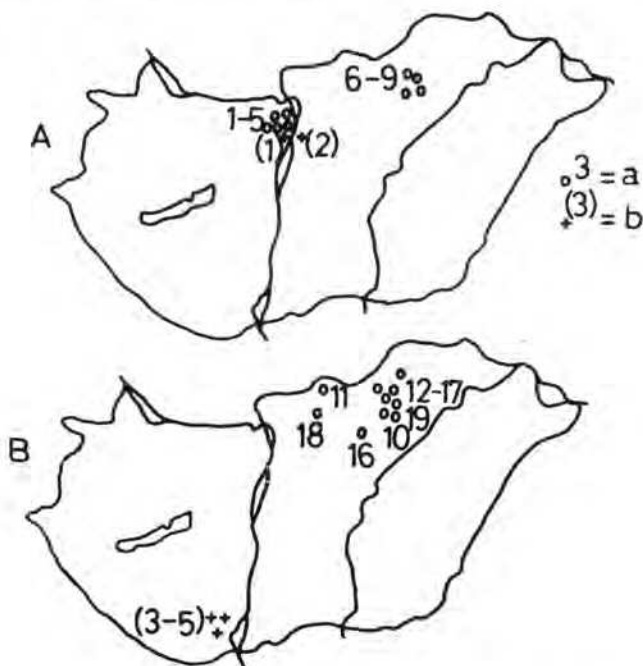 6-9
1-5
A
(1) +(2)
o 3 = a
+ (3) = b
11
12-17
18
19
16
10
B
(3-5)